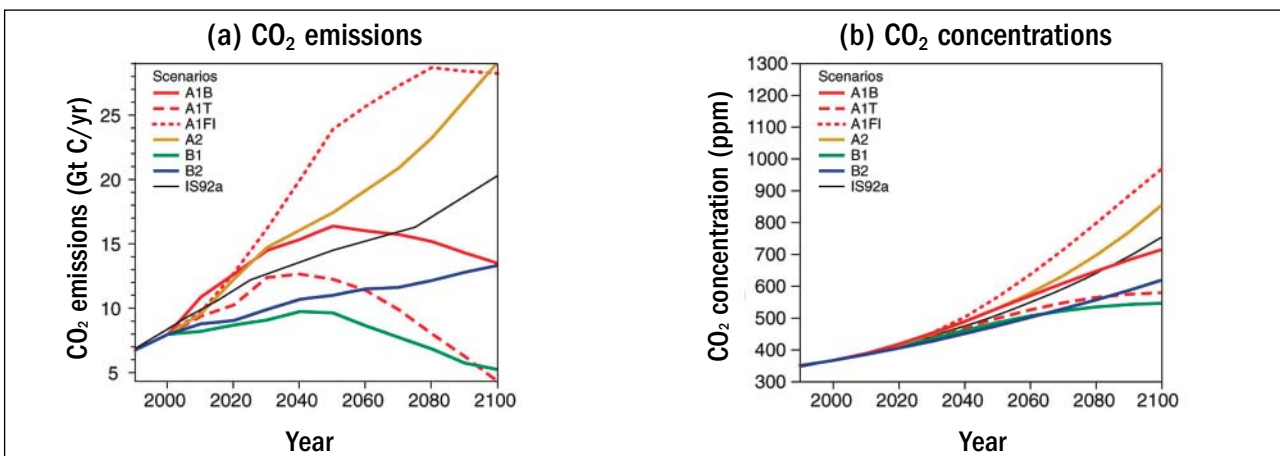 (a) CO₂ emissions
CO₂ emissions (Gt C/yr)
Scenarios
A1B
A1T
A1FI
A2
B1
B2
IS92a
25
20
15
10
5
2000 2020 2040 2060 2080 2100
Year
(b) CO₂ concentrations
CO₂ concentration (ppm)
1300
1200
1100
1000
900
800
700
600
500
400
300
Scenarios
A1B
A1T
A1FI
A2
B1
B2
IS92a
2000 2020 2040 2060 2080 2100
Year